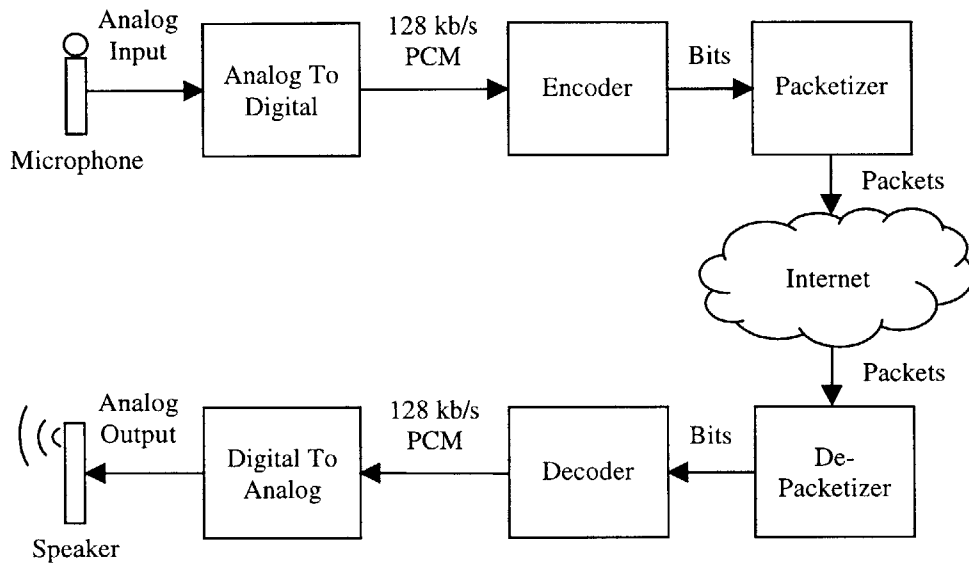 Analog
Input
128 kb/s
PCM
Bits
Analog To
Digital
Encoder
Packetizer
Microphone
Packets
Internet
Packets
Analog
Output
128 kb/s
PCM
Bits
Digital To
Analog
Decoder
De-
Packetizer
Speaker